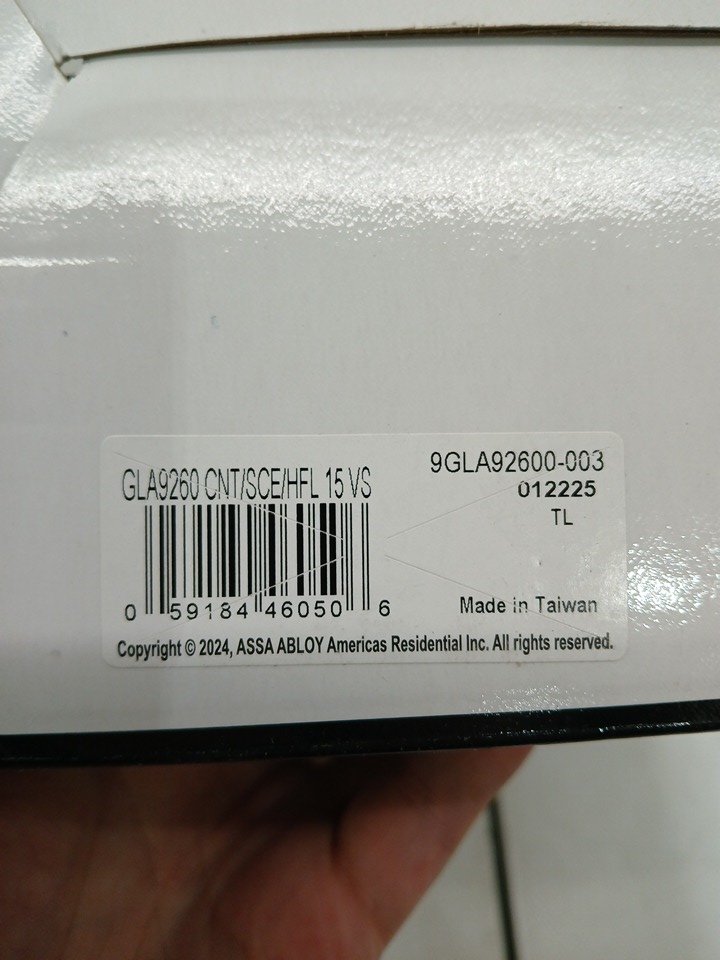 GLA9260 CNT/SCE/HFL 15 VS
9GLA92600-003
012225
TL
0 59184 46050 6
Made in Taiwan
Copyright © 2024, ASSA ABLOY Americas Residential Inc. All rights reserved.